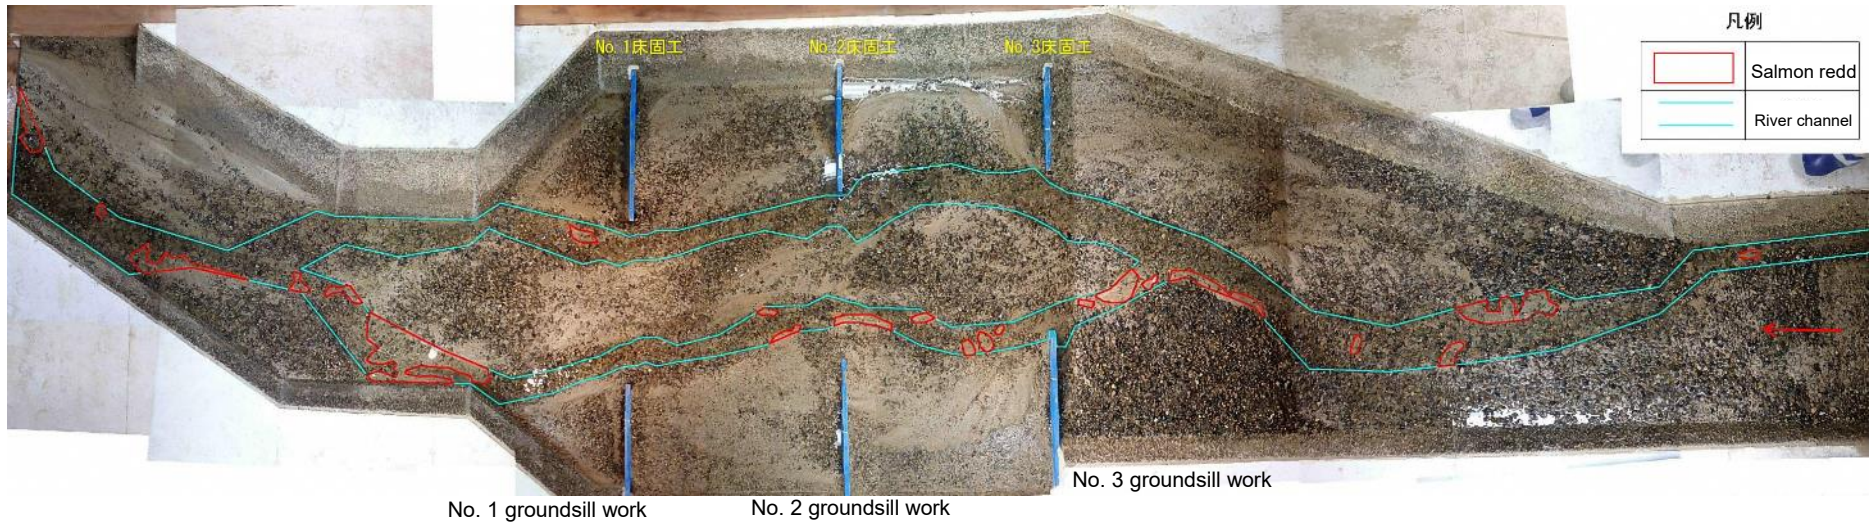 凡例
Salmon redd
River channel
No.1床固工
No.2床固工
No.3床固工
No. 1 groundsill work
No. 2 groundsill work
No. 3 groundsill work